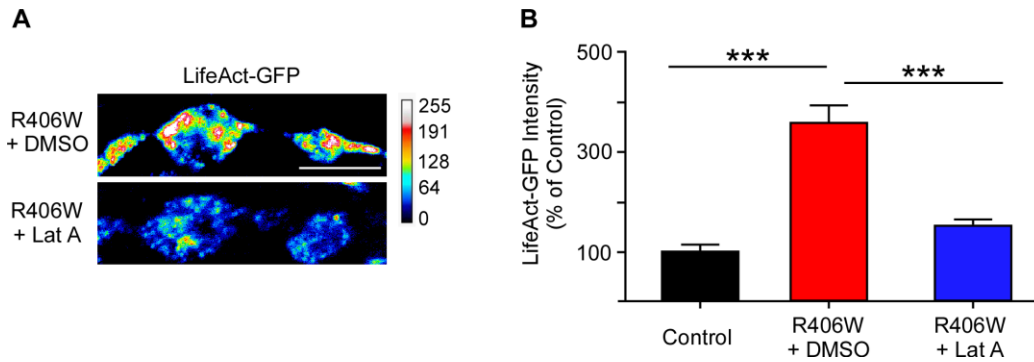 A
LifeAct-GFP
R406W
+ DMSO
R406W
+ Lat A
255
191
128
64
0
B
LifeAct-GFP Intensity
(% of Control)
500
300
100
***
***
Control
R406W
+ DMSO
R406W
+ Lat A